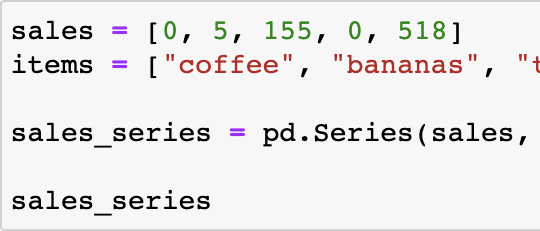 sales = [0, 5, 155, 0, 518]
items = ["coffee", "bananas", "t
sales_series = pd.Series(sales,
sales_series